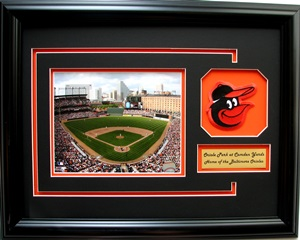 Oriole Park at Camden Yards
Home of the Baltimore Orioles